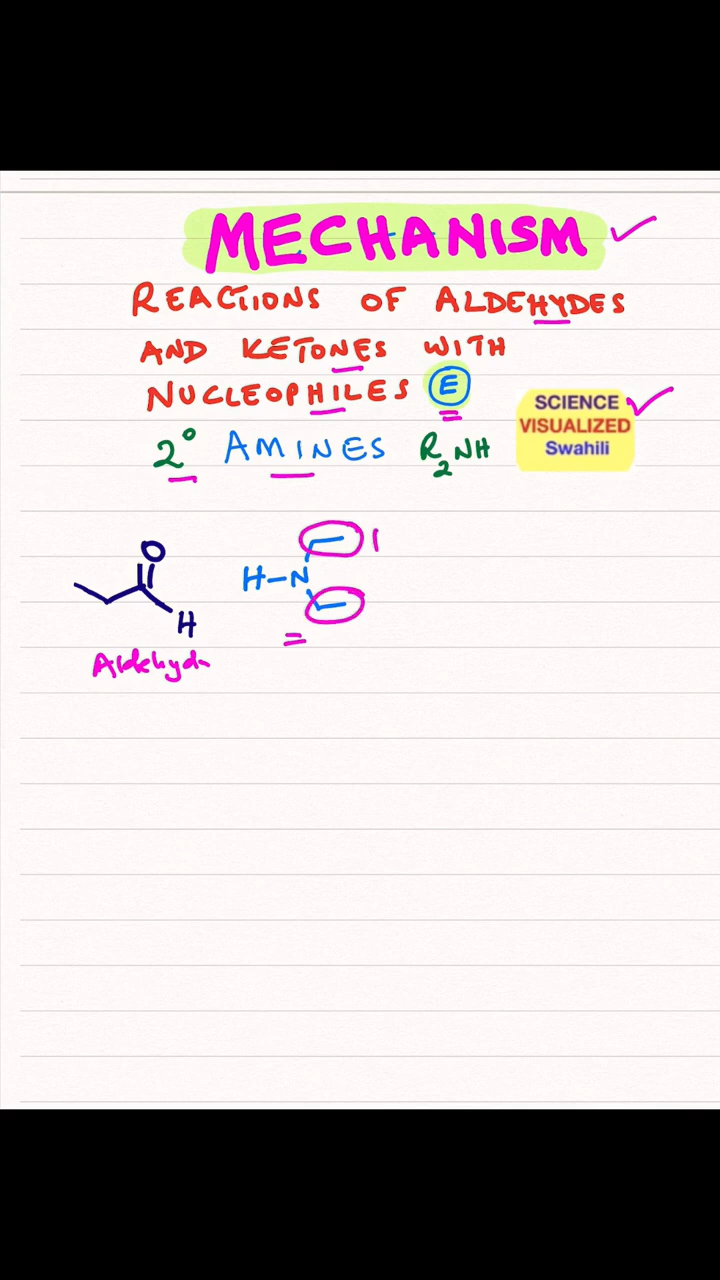 MECHANISM
REACTIONS OF ALDEHYDES
AND KETONES WITH
NUCLEOPHILES E
SCIENCE
VISUALIZED
Swahili
2° AMINES R2NH
O
H
H-N
Aldehyde